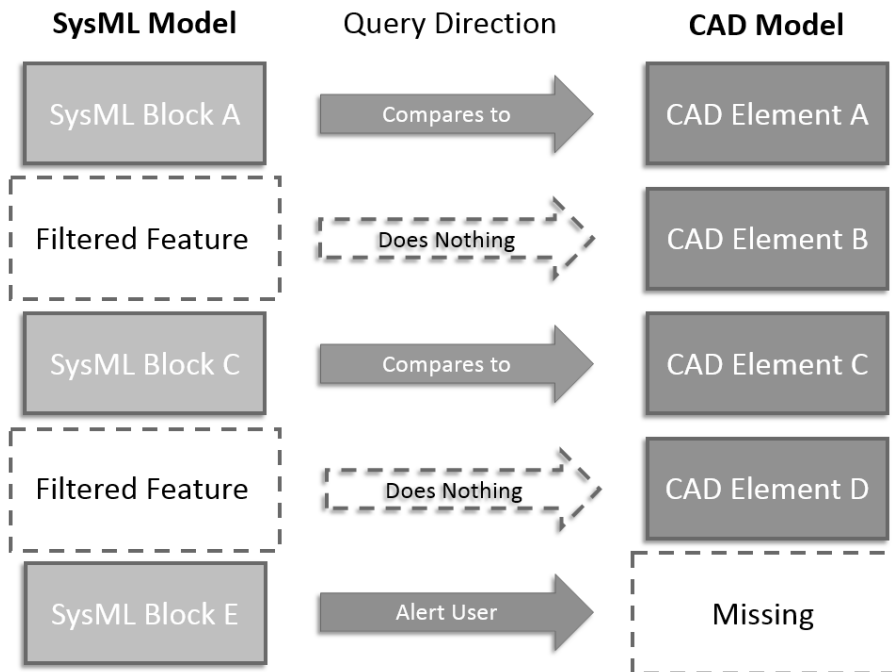 SysML Model
Query Direction
CAD Model
SysML Block A
Compares to
CAD Element A
Filtered Feature
Does Nothing
CAD Element B
SysML Block C
Compares to
CAD Element C
Filtered Feature
Does Nothing
CAD Element D
SysML Block E
Alert User
Missing